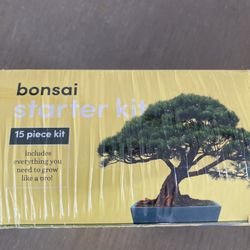 bonsai
starter kit
15 piece kit
includes
everything you
need to grow
like a pro!